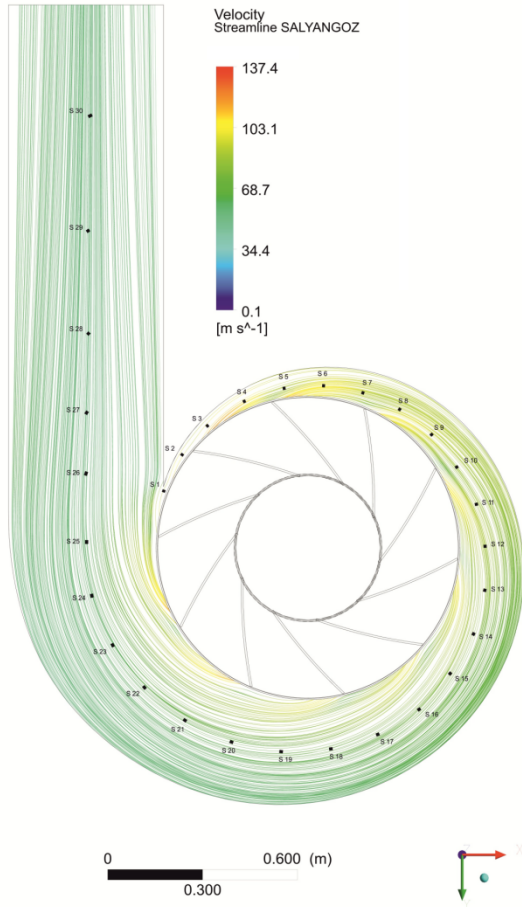 Velocity
Streamline SALYANGOZ
137.4
103.1
68.7
34.4
0.1
[m s^-1]
S 30
S 29
S 28
S 27
S 26
S 25
S 24
S 23
S 22
S 21
S 20
S 19
S 18
S 17
S 16
S 15
S 14
S 13
S 12
S 11
S 10
S 9
S 8
S 7
S 6
S 5
S 4
S 3
S 2
S 1
0 0.600 (m)
0.300